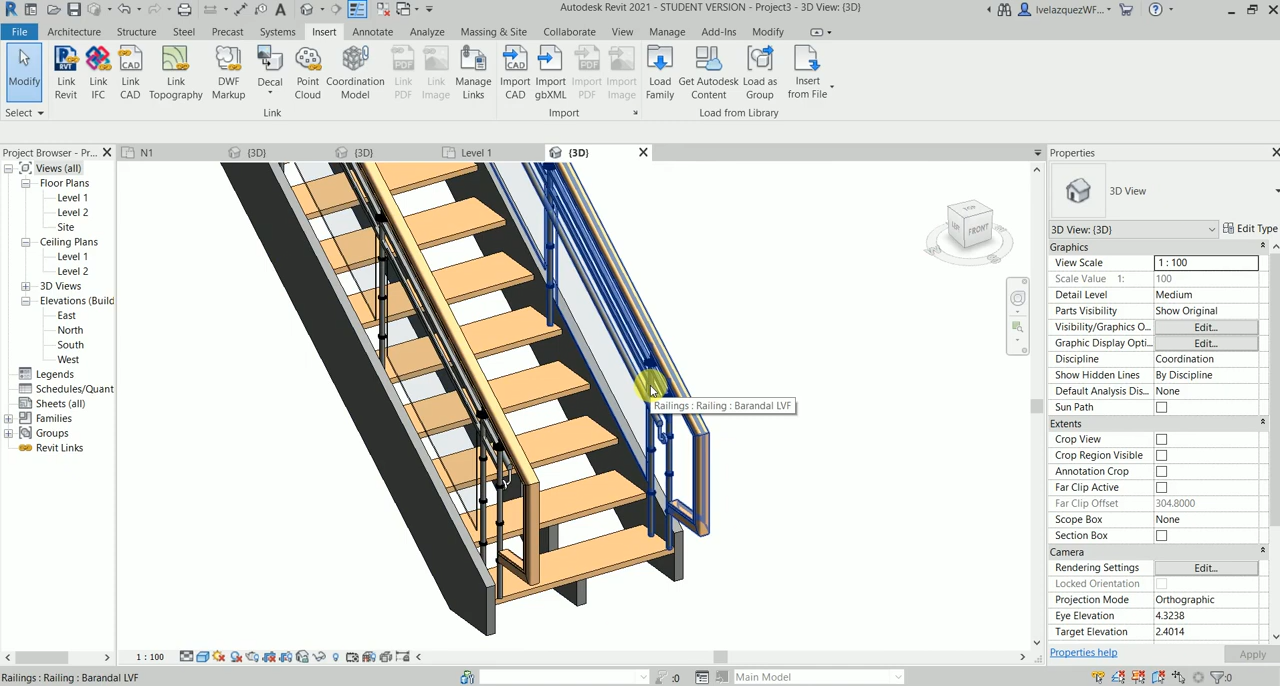 Autodesk Revit 2021 - STUDENT VERSION - Project3 - 3D View: {3D}
lvelazquezWF...
File Architecture Structure Steel Precast Systems Insert Annotate Analyze Massing & Site Collaborate View Manage Add-Ins Modify
Modify
Link Revit
Link IFC
Link CAD
Link Topography
DWF Markup
Decal
Point Cloud
Coordination Model
Link PDF
Link Image
Manage Links
Import CAD
Import gbXML
Import PDF
Import Image
Load Family
Get Autodesk Content
Load as Group
Insert from File
Select Link Import Load from Library
Project Browser - Pr...
N1 {3D} {3D} Level 1 {3D}
Properties
Views (all)
Floor Plans
Level 1
Level 2
Site
Ceiling Plans
Level 1
Level 2
3D Views
Elevations (Build
East
North
South
West
Legends
Schedules/Quant
Sheets (all)
Families
Groups
Revit Links
TOP
FRONT
Railings : Railing : Barandal LVF
3D View
3D View: {3D} Edit Type
Graphics
View Scale 1 : 100
Scale Value 1: 100
Detail Level Medium
Parts Visibility Show Original
Visibility/Graphics O... Edit...
Graphic Display Opti... Edit...
Discipline Coordination
Show Hidden Lines By Discipline
Default Analysis Dis... None
Sun Path
Extents
Crop View
Crop Region Visible
Annotation Crop
Far Clip Active
Far Clip Offset 304.8000
Scope Box None
Section Box
Camera
Rendering Settings Edit...
Locked Orientation
Projection Mode Orthographic
Eye Elevation 4.3238
Target Elevation 2.4014
Properties help Apply
1 : 100
Railings : Railing : Barandal LVF
:0 Main Model :0